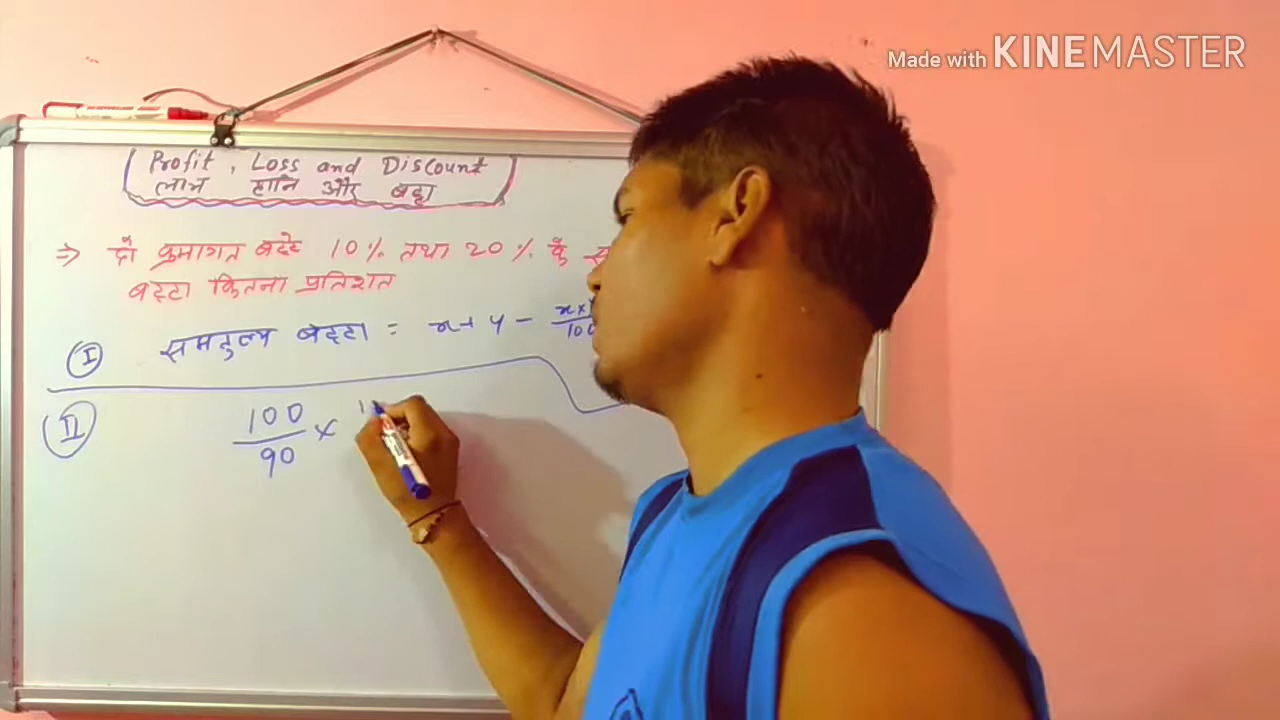 Made with KINEMASTER
Profit, Loss and Discount
लाभ हानि और बट्टा
⇒ दो क्रमागत बट्टे 10% तथा 20% के
बट्टा कितना प्रतिशत
I समतुल्य बट्टा = x + y -
100
II 100 ×
90